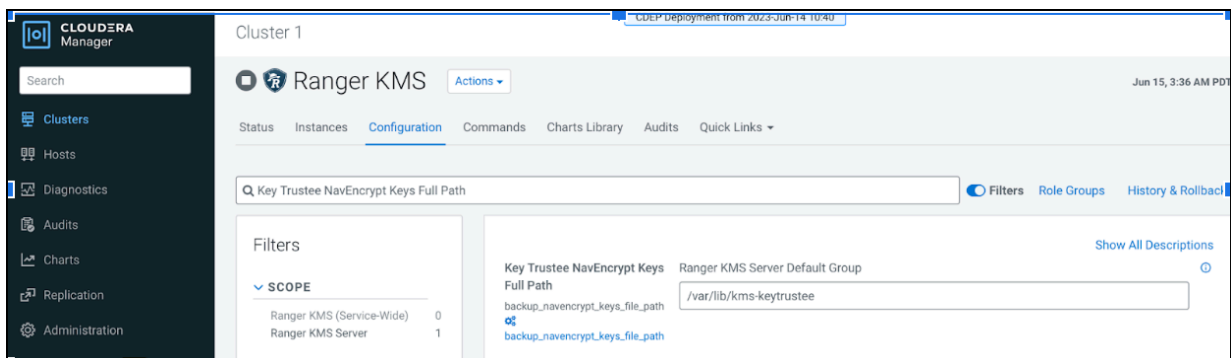 CLOUDERA
Manager
Search
Clusters
Hosts
Diagnostics
Audits
Charts
Replication
Administration
CDEP Deployment from 2023-Jun-14 10:40
Cluster 1
Ranger KMS
Actions
Jun 15, 3:36 AM PDT
Status Instances Configuration Commands Charts Library Audits Quick Links
Key Trustee NavEncrypt Keys Full Path
Filters Role Groups History & Rollback
Filters
SCOPE
Ranger KMS (Service-Wide) 0
Ranger KMS Server 1
Show All Descriptions
Key Trustee NavEncrypt Keys
Full Path
backup_navencrypt_keys_file_path
backup_navencrypt_keys_file_path
Ranger KMS Server Default Group
/var/lib/kms-keytrustee